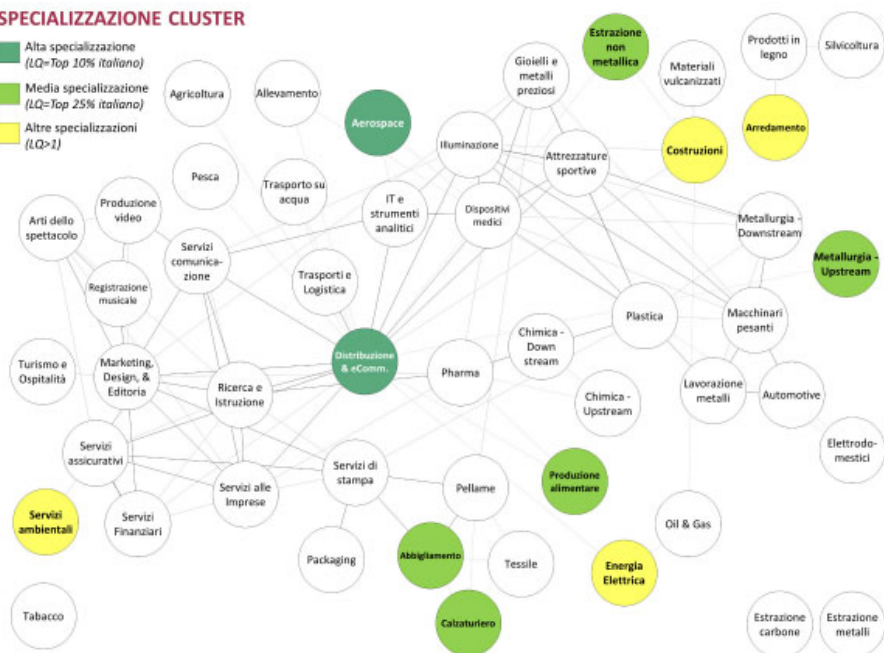 SPECIALIZZAZIONE CLUSTER
Alta specializzazione
(LQ=Top 10% italiano)
Media specializzazione
(LQ=Top 25% italiano)
Altre specializzazioni
(LQ>1)
Agricoltura
Allevamento
Aerospace
Gioielli e
metalli
preziosi
Estrazione
non
metallica
Materiali
vulcanizzati
Prodotti in
legno
Silvicoltura
Arredamento
Illuminazione
Attrezzature
sportive
Costruzioni
Pesca
Trasporto su
acqua
IT e
strumenti
analitici
Dispositivi
medici
Arti dello
spettacolo
Produzione
video
Servizi
comunica-
zione
Metallurgia -
Downstream
Metallurgia -
Upstream
Registrazione
musicale
Trasporti e
Logistica
Plastica
Macchinari
pesanti
Turismo e
Ospitalità
Marketing,
Design, &
Editoria
Ricerca e
Istruzione
Distribuzione
& eComm.
Pharma
Chimica -
Down
stream
Chimica -
Upstream
Lavorazione
metalli
Automotive
Elettrodo-
mestici
Servizi
assicurativi
Servizi alle
Imprese
Servizi di
stampa
Pellame
Produzione
alimentare
Servizi
ambientali
Servizi
Finanziari
Oil & Gas
Packaging
Abbigliamento
Tessile
Energia
Elettrica
Tabacco
Calzaturiero
Estrazione
carbone
Estrazione
metalli